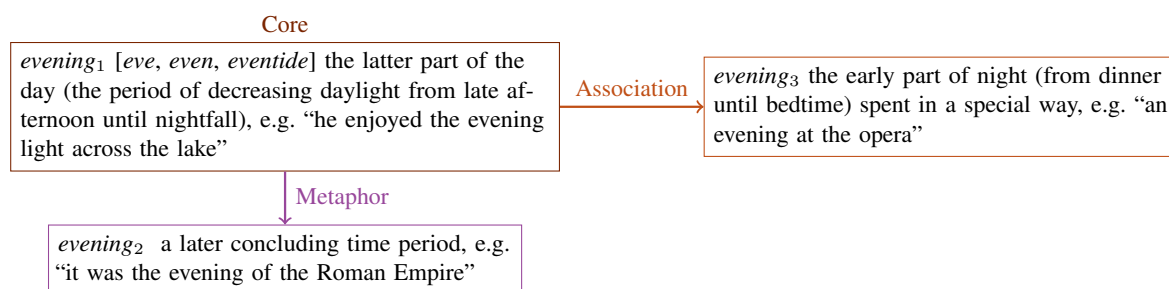 Core
evening₁ [eve, even, eventide] the latter part of the
day (the period of decreasing daylight from late af-
ternoon until nightfall), e.g. “he enjoyed the evening
light across the lake”
Association
evening₃ the early part of night (from dinner
until bedtime) spent in a special way, e.g. “an
evening at the opera”
Metaphor
evening₂ a later concluding time period, e.g.
“it was the evening of the Roman Empire”